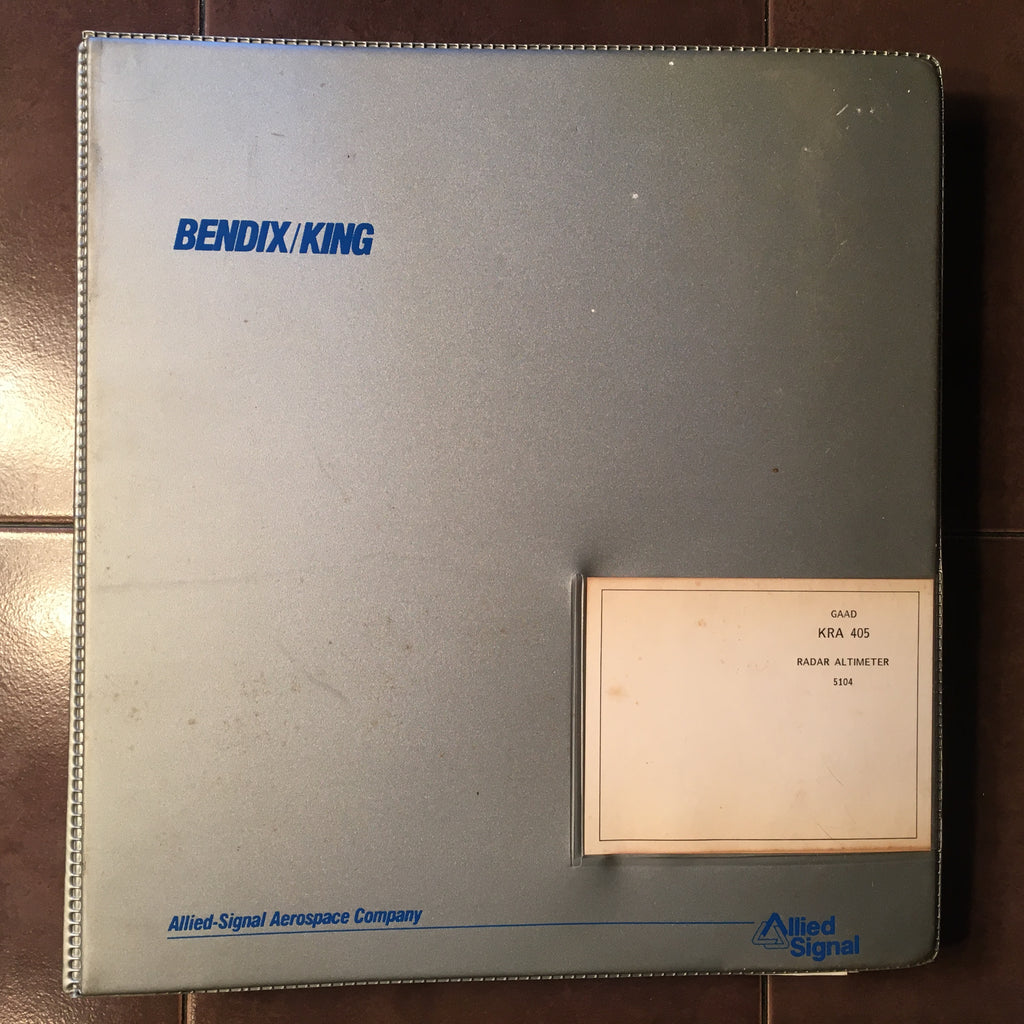 BENDIX/KING
GAAD
KRA 405
RADAR ALTIMETER
5104
Allied-Signal Aerospace Company
Allied
Signal